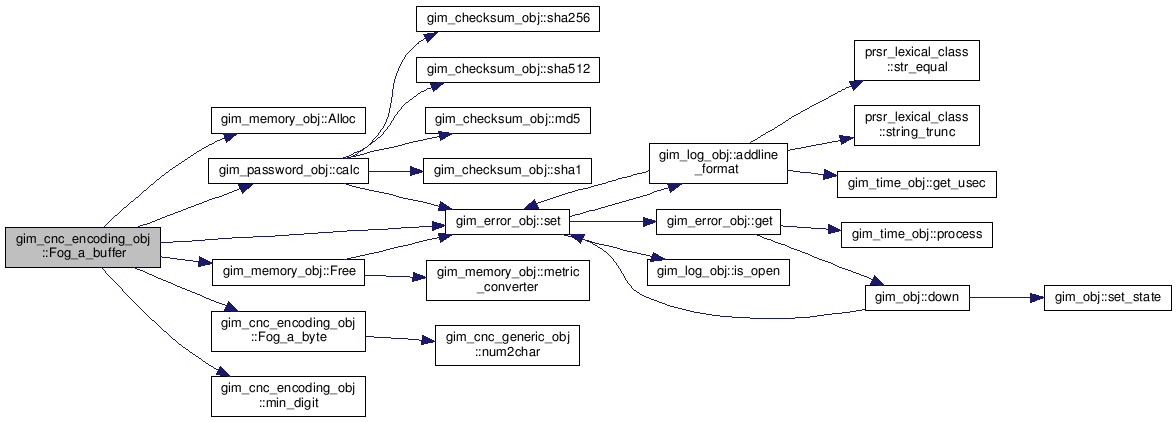 gim_checksum_obj::sha256
gim_checksum_obj::sha512
gim_memory_obj::Alloc
gim_checksum_obj::md5
gim_password_obj::calc
gim_checksum_obj::sha1
gim_cnc_encoding_obj
::Fog_a_buffer
gim_error_obj::set
gim_memory_obj::Free
gim_memory_obj::metric
_converter
gim_cnc_encoding_obj
::Fog_a_byte
gim_cnc_generic_obj
::num2char
gim_cnc_encoding_obj
::min_digit
gim_log_obj::addline
_format
gim_error_obj::get
gim_log_obj::is_open
prsr_lexical_class
::str_equal
prsr_lexical_class
::string_trunc
gim_time_obj::get_usec
gim_time_obj::process
gim_obj::down
gim_obj::set_state